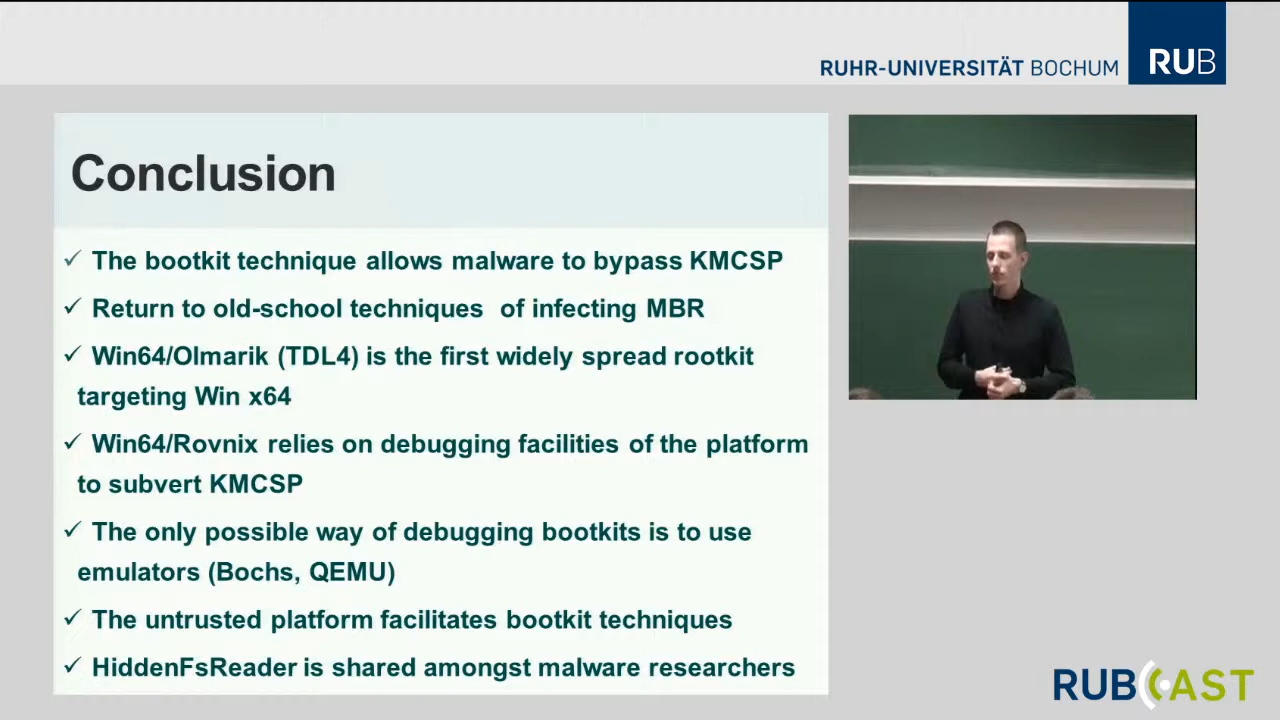 RUHR-UNIVERSITÄT BOCHUM
RUB
Conclusion
✓ The bootkit technique allows malware to bypass KMCSP
✓ Return to old-school techniques of infecting MBR
✓ Win64/Olmarik (TDL4) is the first widely spread rootkit
targeting Win x64
✓ Win64/Rovnix relies on debugging facilities of the platform
to subvert KMCSP
✓ The only possible way of debugging bootkits is to use
emulators (Bochs, QEMU)
✓ The untrusted platform facilitates bootkit techniques
✓ HiddenFsReader is shared amongst malware researchers
RUBCAST